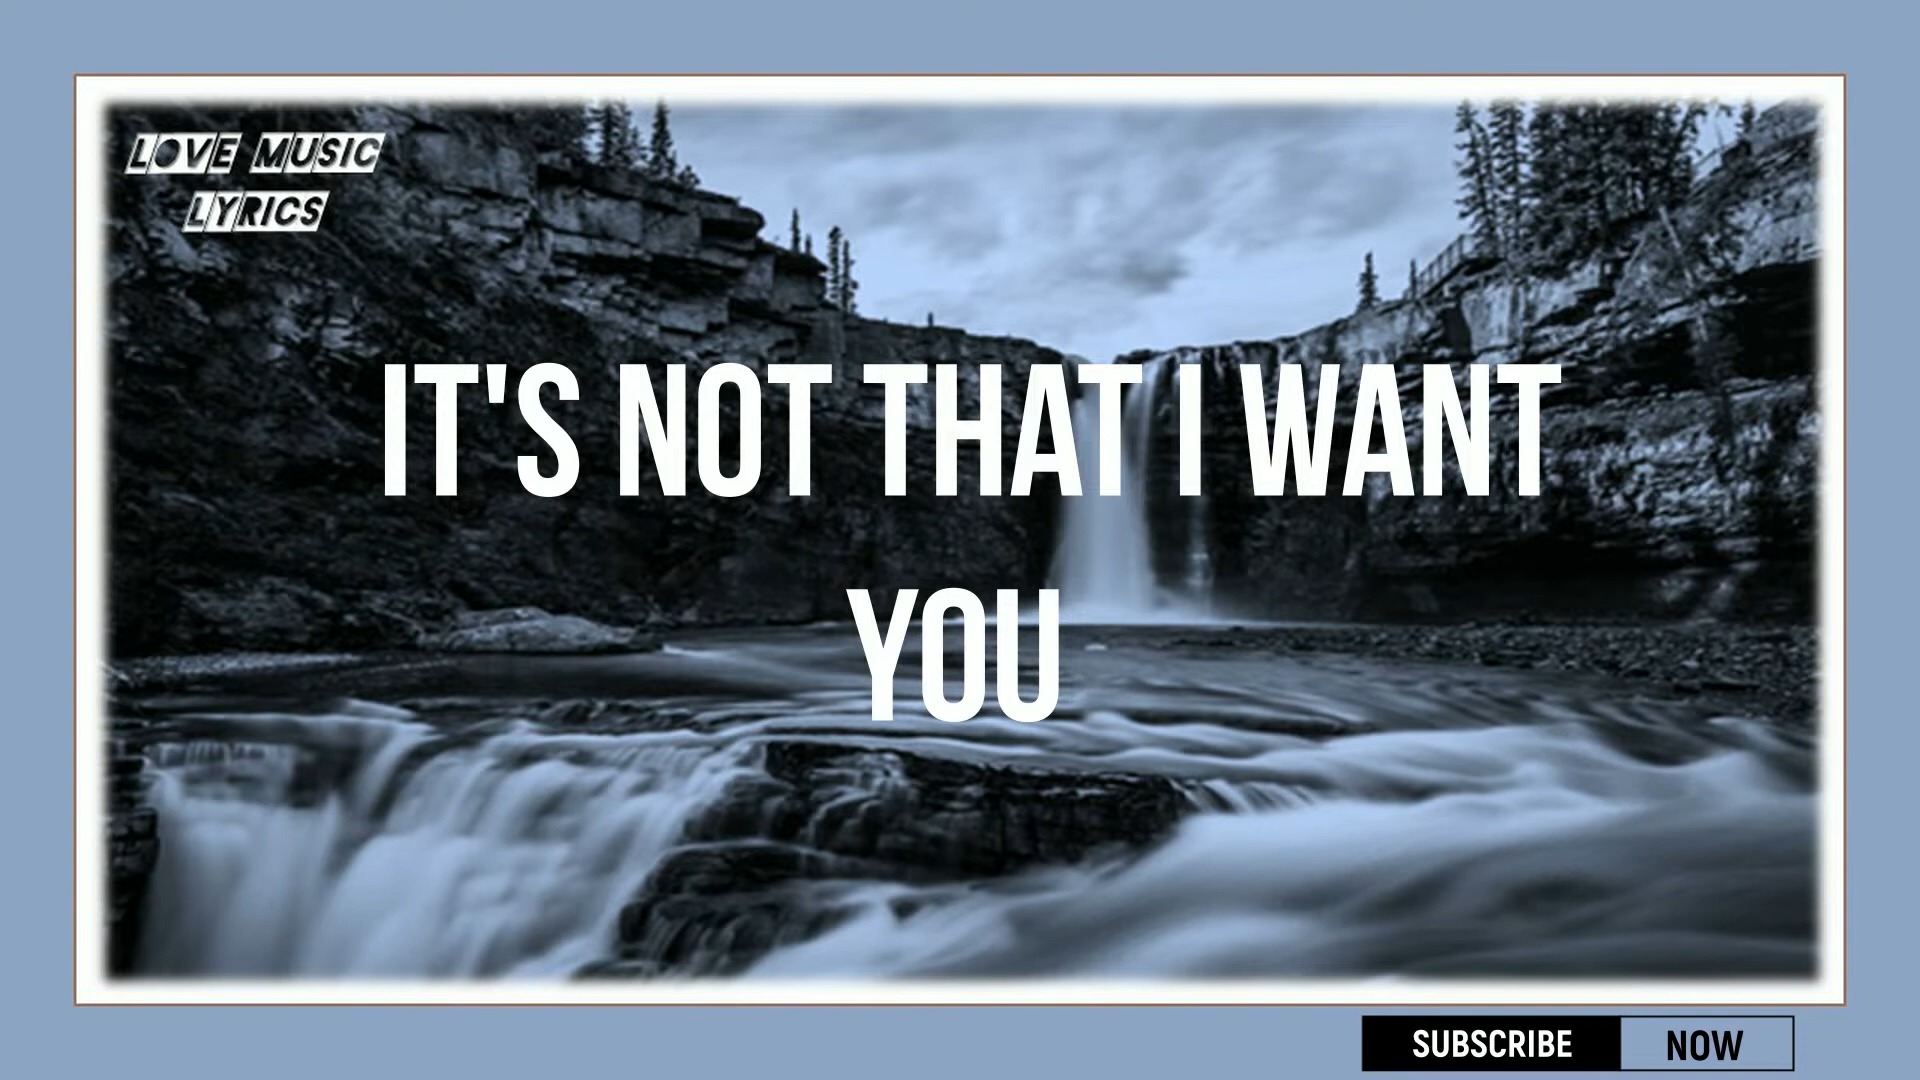 LOVE MUSIC
LYRICS
IT'S NOT THAT I WANT
YOU
SUBSCRIBE NOW